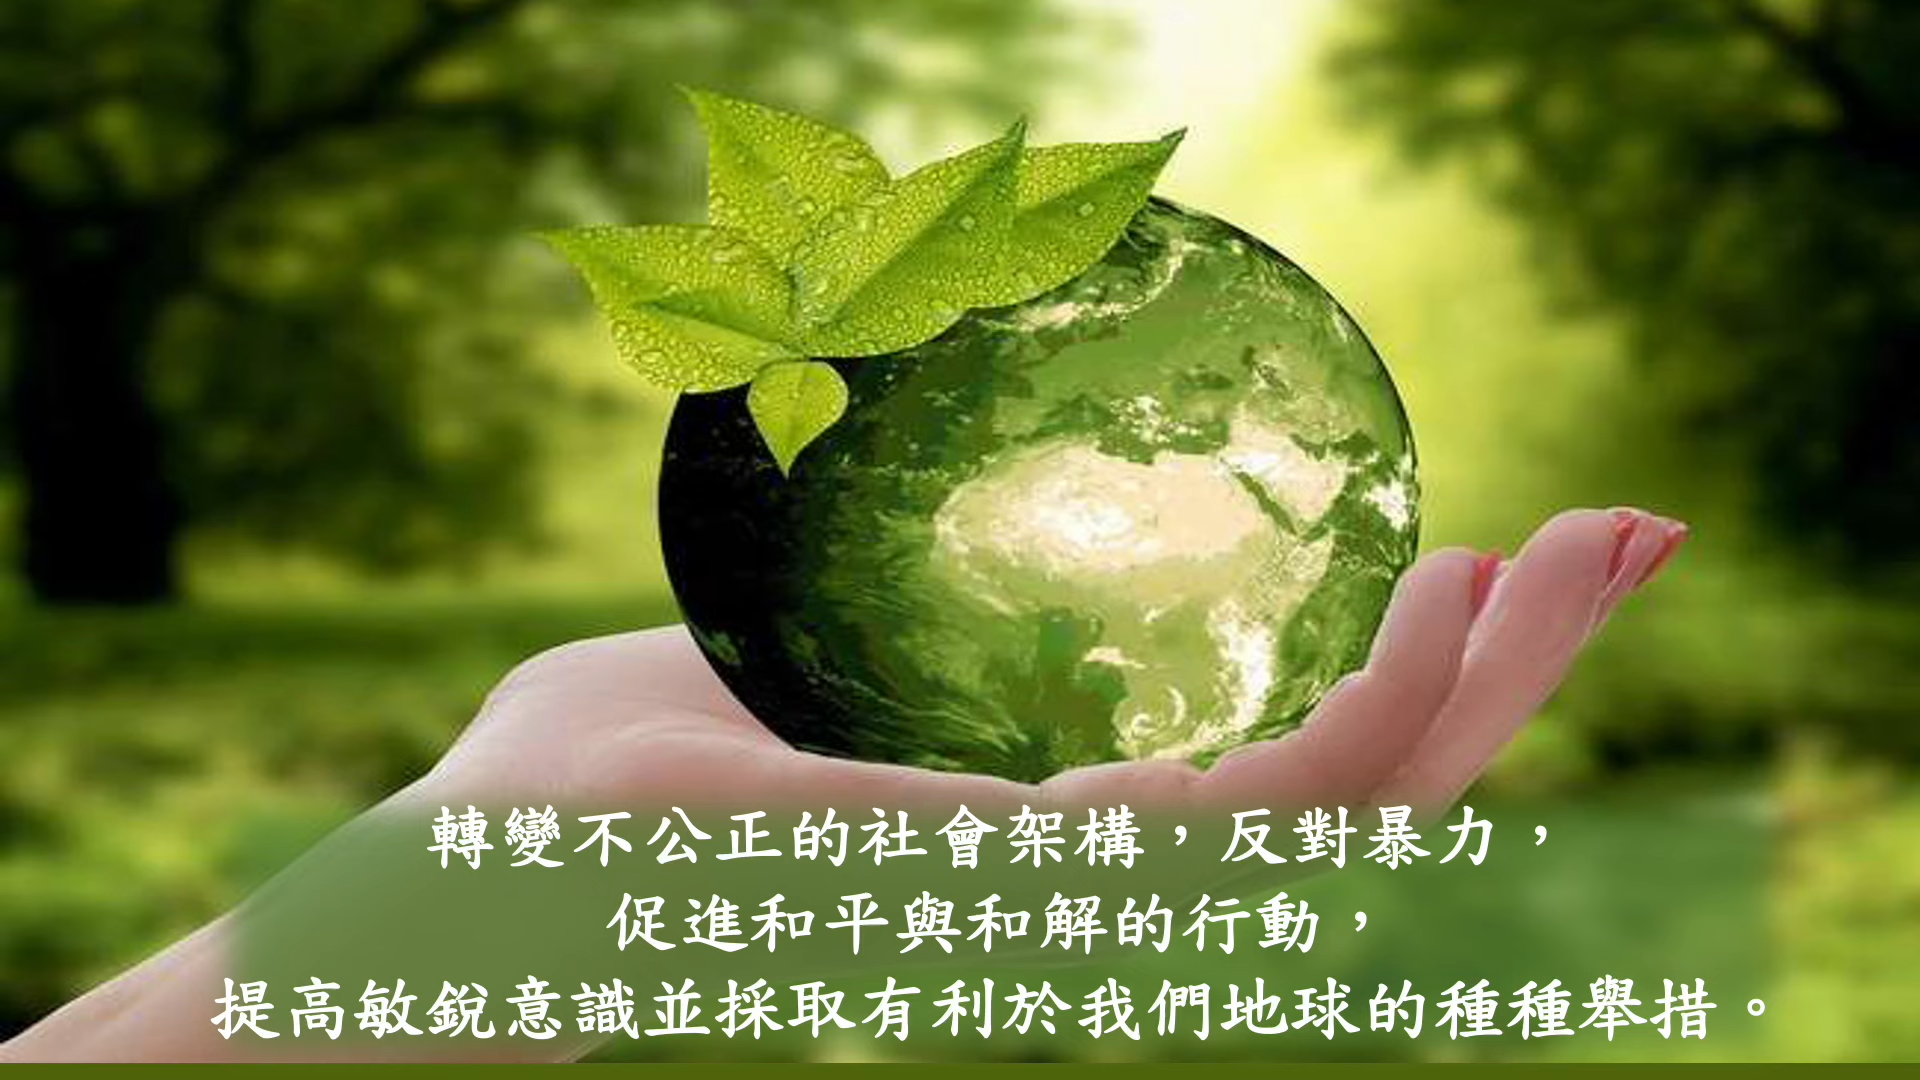 轉變不公正的社會架構，反對暴力，
促進和平與和解的行動，
提高敏銳意識並採取有利於我們地球的種種舉措。